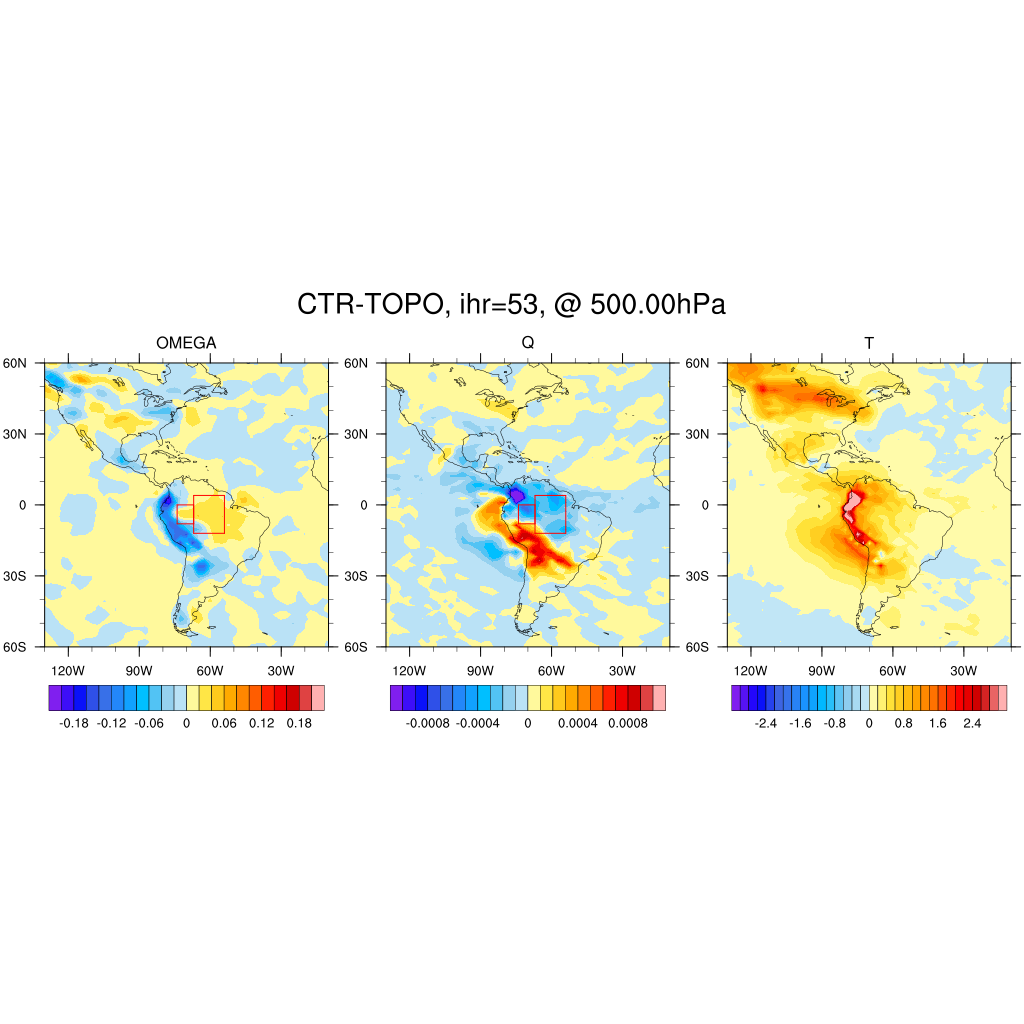 CTR-TOPO, ihr=53, @ 500.00hPa
OMEGA Q T
60N 60N 60N
30N 30N 30N
0 0 0
30S 30S 30S
60S 60S 60S
120W 90W 60W 30W 120W 90W 60W 30W 120W 90W 60W 30W
-0.18 -0.12 -0.06 0 0.06 0.12 0.18 -0.0008 -0.0004 0 0.0004 0.0008 -2.4 -1.6 -0.8 0 0.8 1.6 2.4